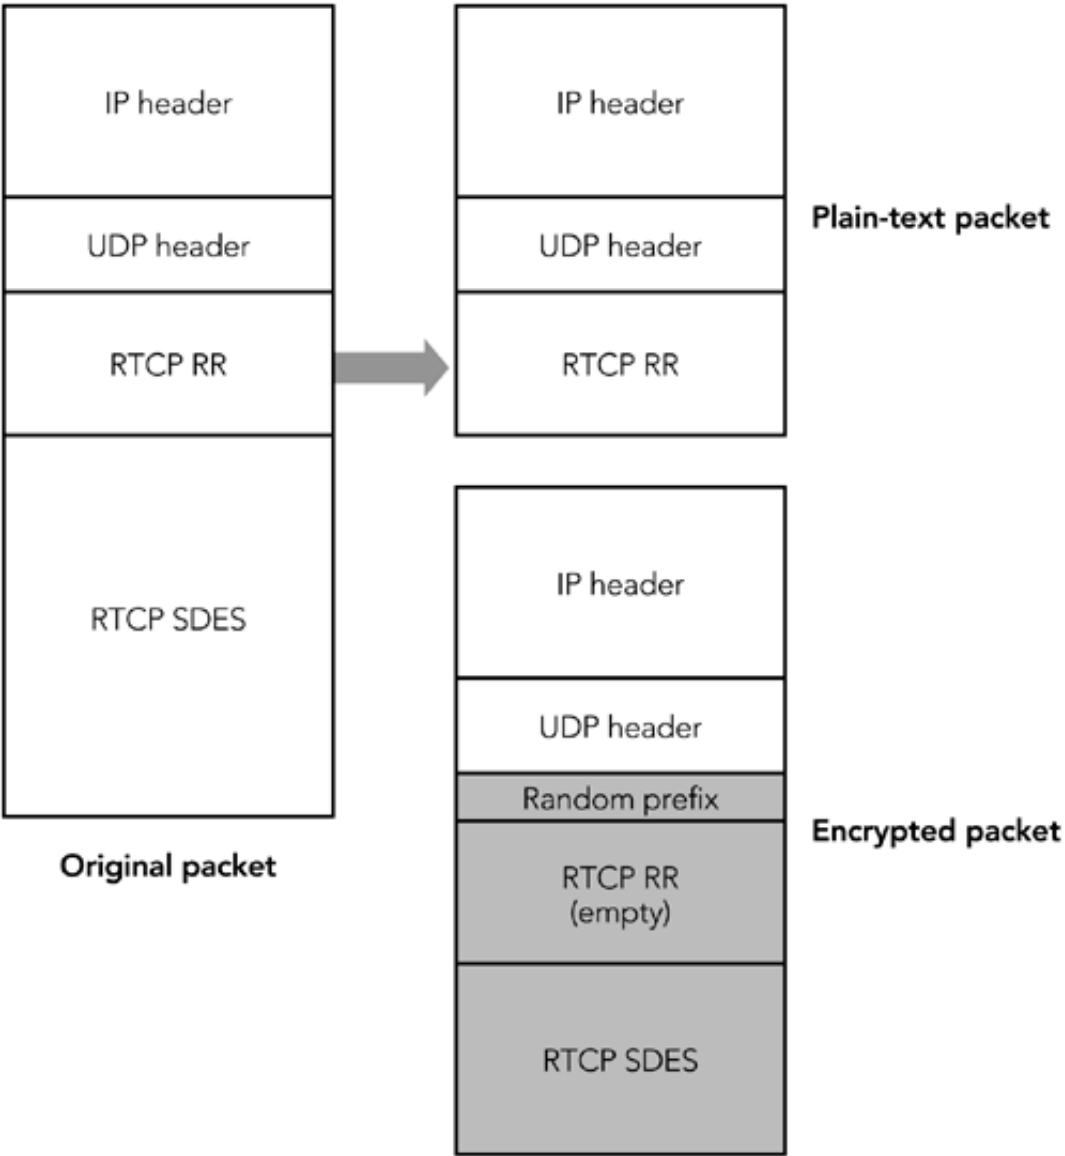 IP header
UDP header
RTCP RR
RTCP SDES
Original packet
IP header
UDP header
RTCP RR
Plain-text packet
IP header
UDP header
Random prefix
RTCP RR
(empty)
RTCP SDES
Encrypted packet